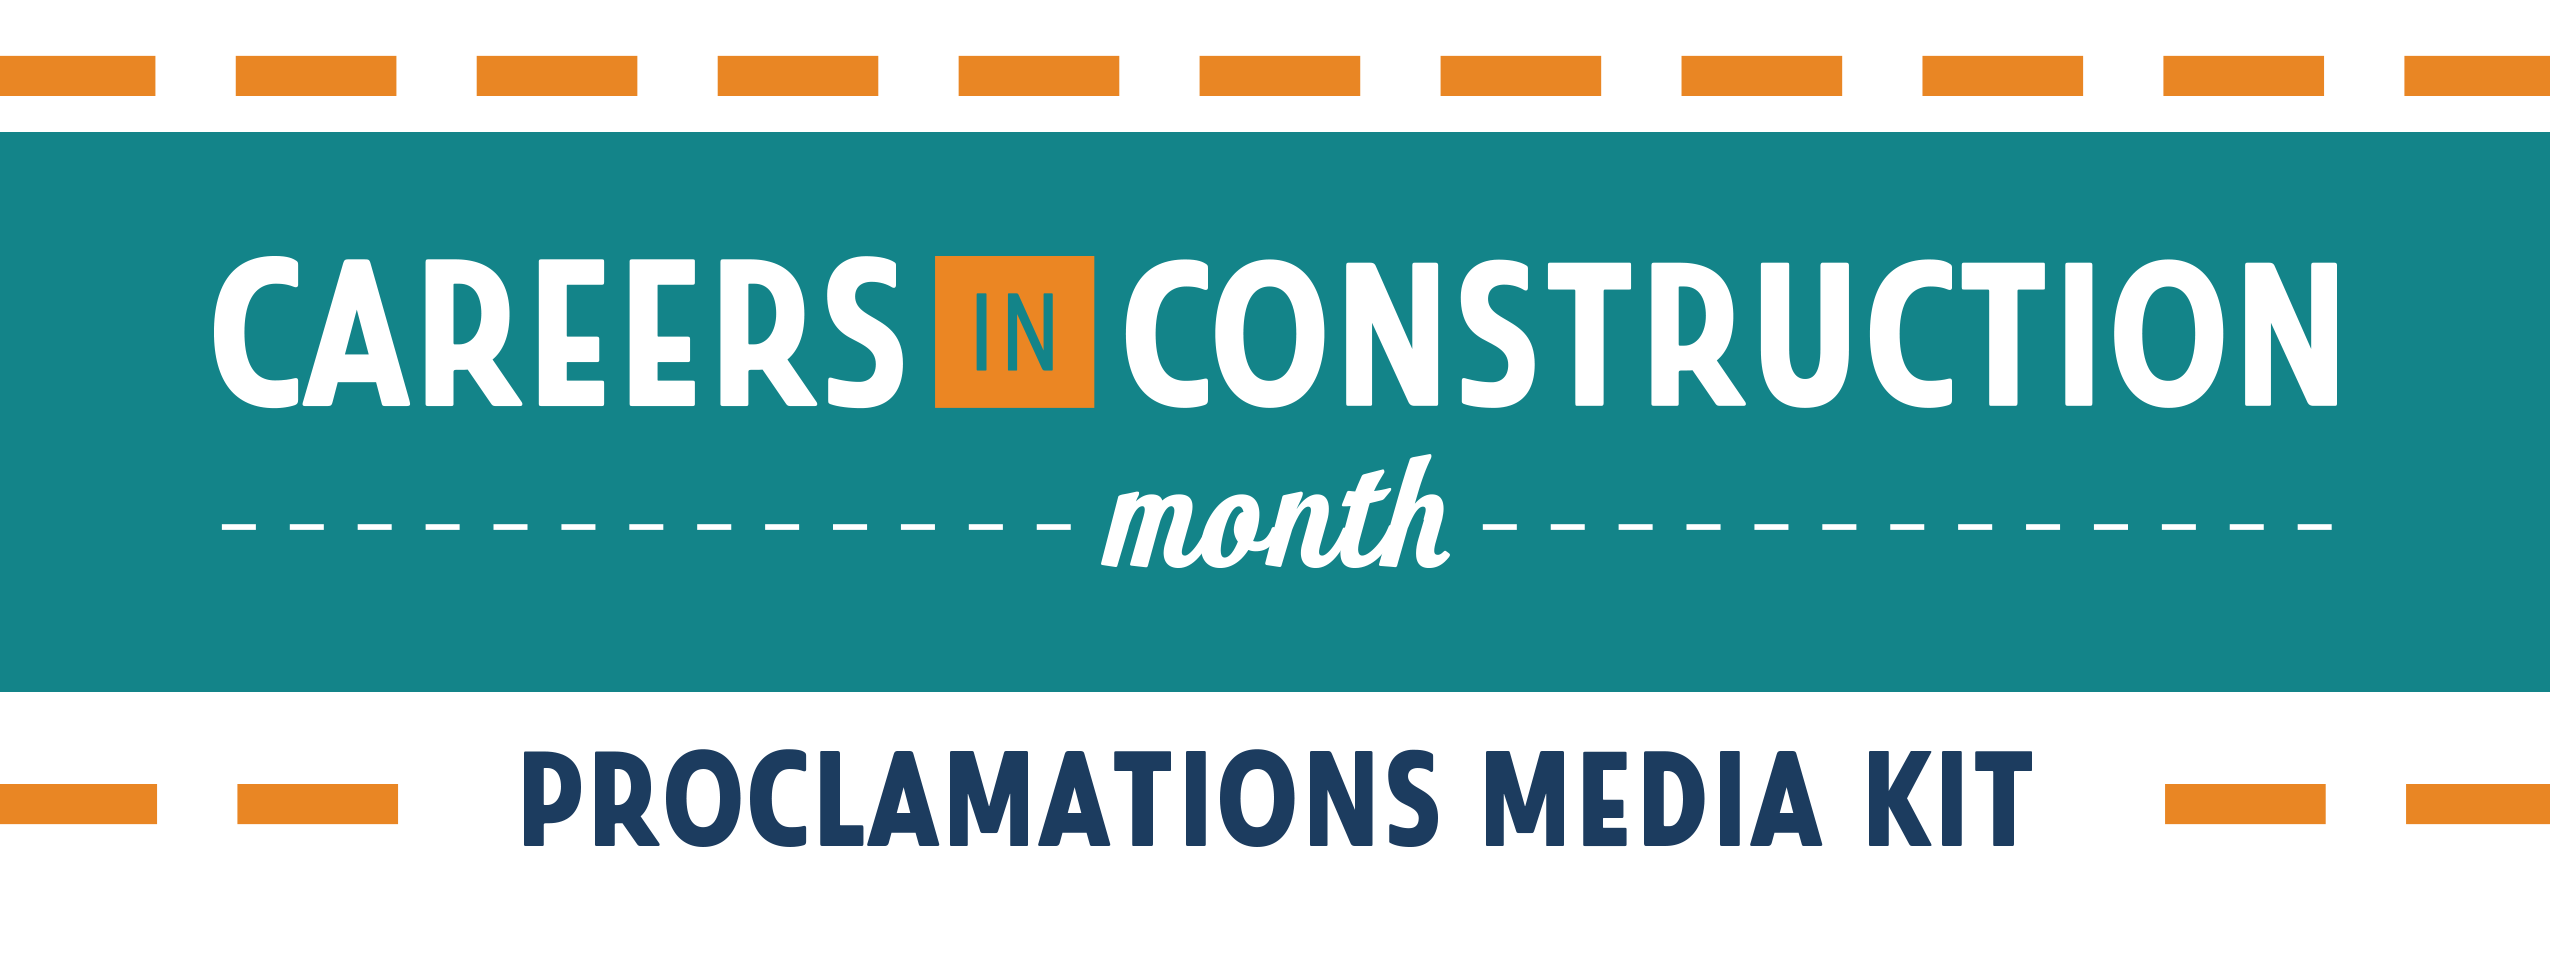 CAREERS IN CONSTRUCTION
month
PROCLAMATIONS MEDIA KIT